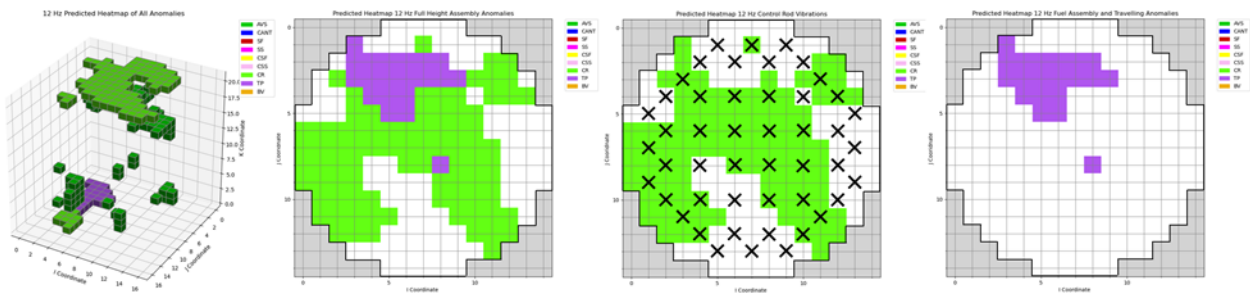 12 Hz Predicted Heatmap of All Anomalies
AVS
CANT
SF
SS
CSF
CSS
CR
TP
BV
20.0
17.5
15.0
12.5
10.0
7.5
5.0
2.5
0.0
K Coordinate
0 2 4 6 8 10 12 14 16
I Coordinate
0
2
4
6
8
10
12
14
16
J Coordinate
Predicted Heatmap 12 Hz Full Height Assembly Anomalies
AVS
CANT
SF
SS
CSF
CSS
CR
TP
BV
0
5
10
J Coordinate
0 5 10
I Coordinate
Predicted Heatmap 12 Hz Control Rod Vibrations
AVS
CANT
SF
SS
CSF
CSS
CR
TP
BV
0
5
10
J Coordinate
0 5 10
I Coordinate
Predicted Heatmap 12 Hz Fuel Assembly and Travelling Anomalies
AVS
CANT
SF
SS
CSF
CSS
CR
TP
BV
0
5
10
J Coordinate
0 5 10
I Coordinate